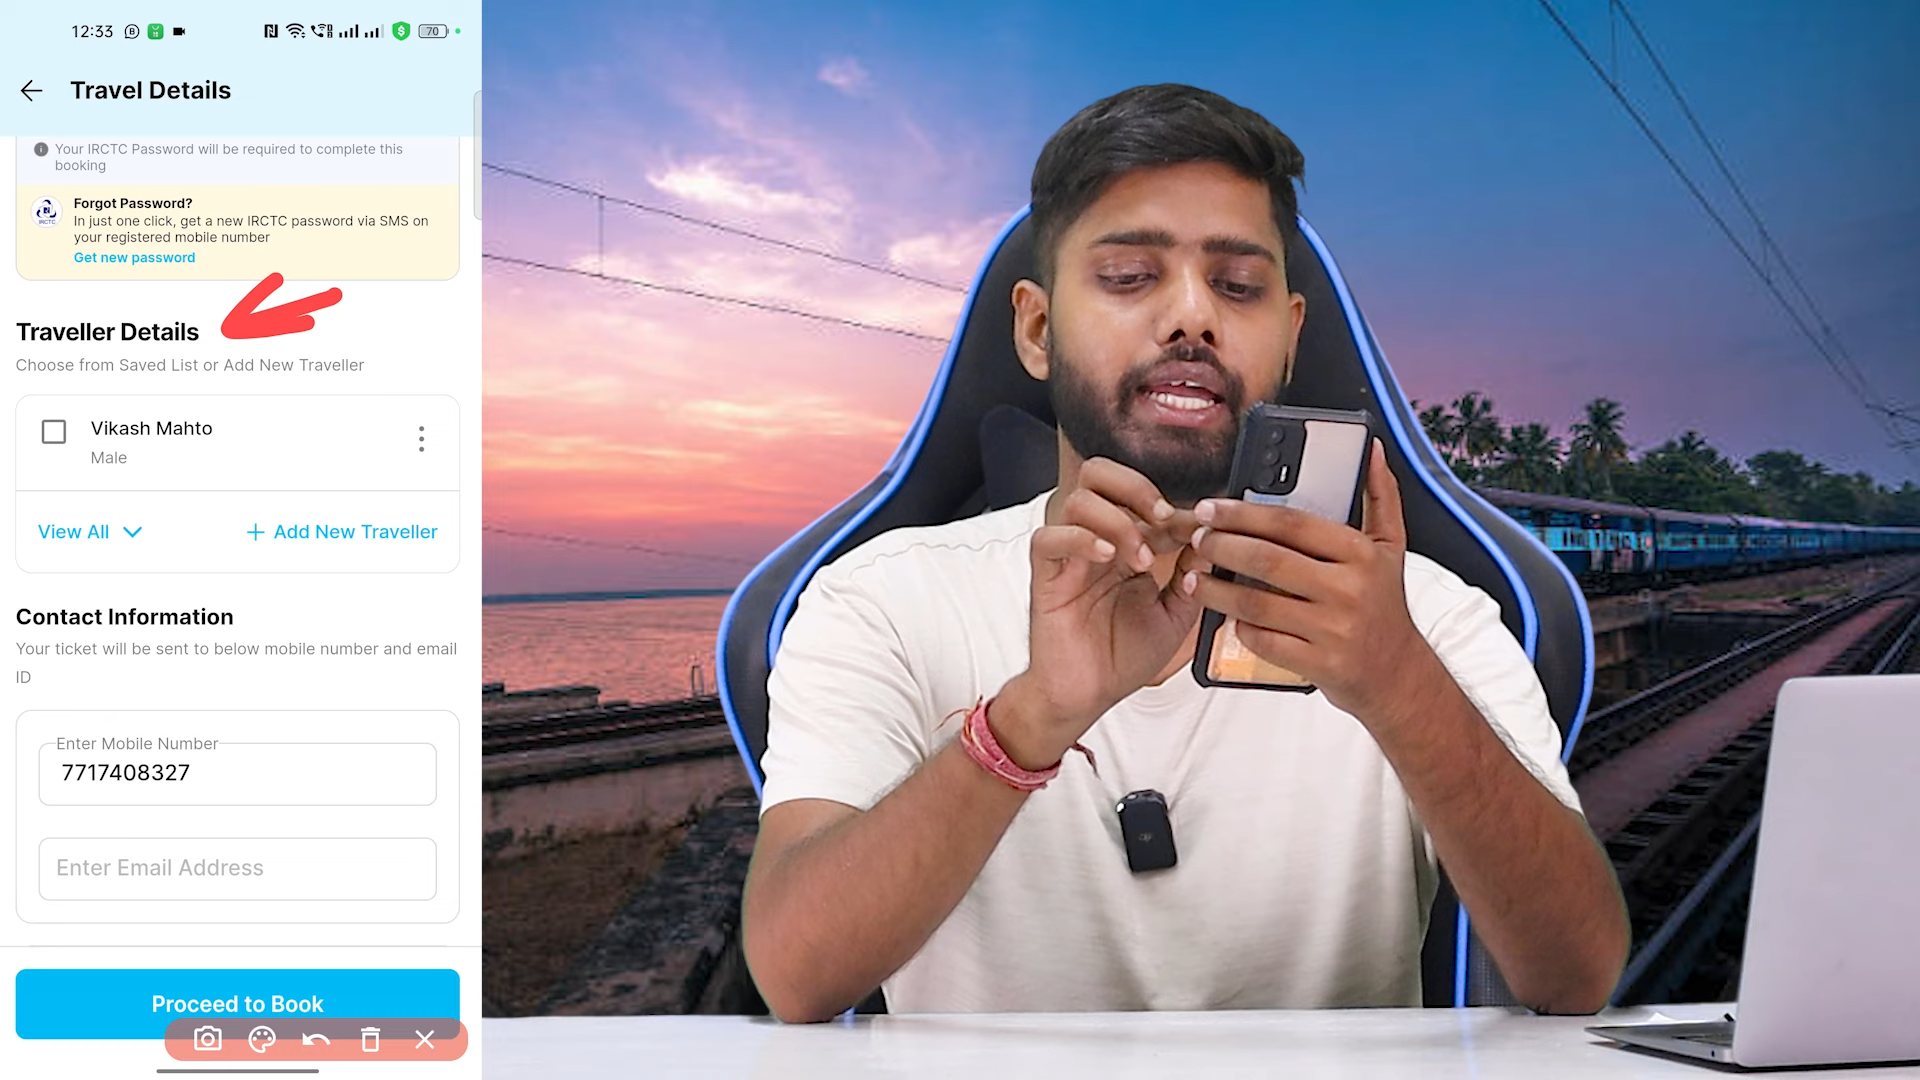 12:33
70
Travel Details
Your IRCTC Password will be required to complete this
booking
Forgot Password?
In just one click, get a new IRCTC password via SMS on
your registered mobile number
Get new password
IRCTC
Traveller Details
Choose from Saved List or Add New Traveller
Vikash Mahto
Male
View All
+ Add New Traveller
Contact Information
Your ticket will be sent to below mobile number and email
ID
Enter Mobile Number
7717408327
Enter Email Address
Proceed to Book